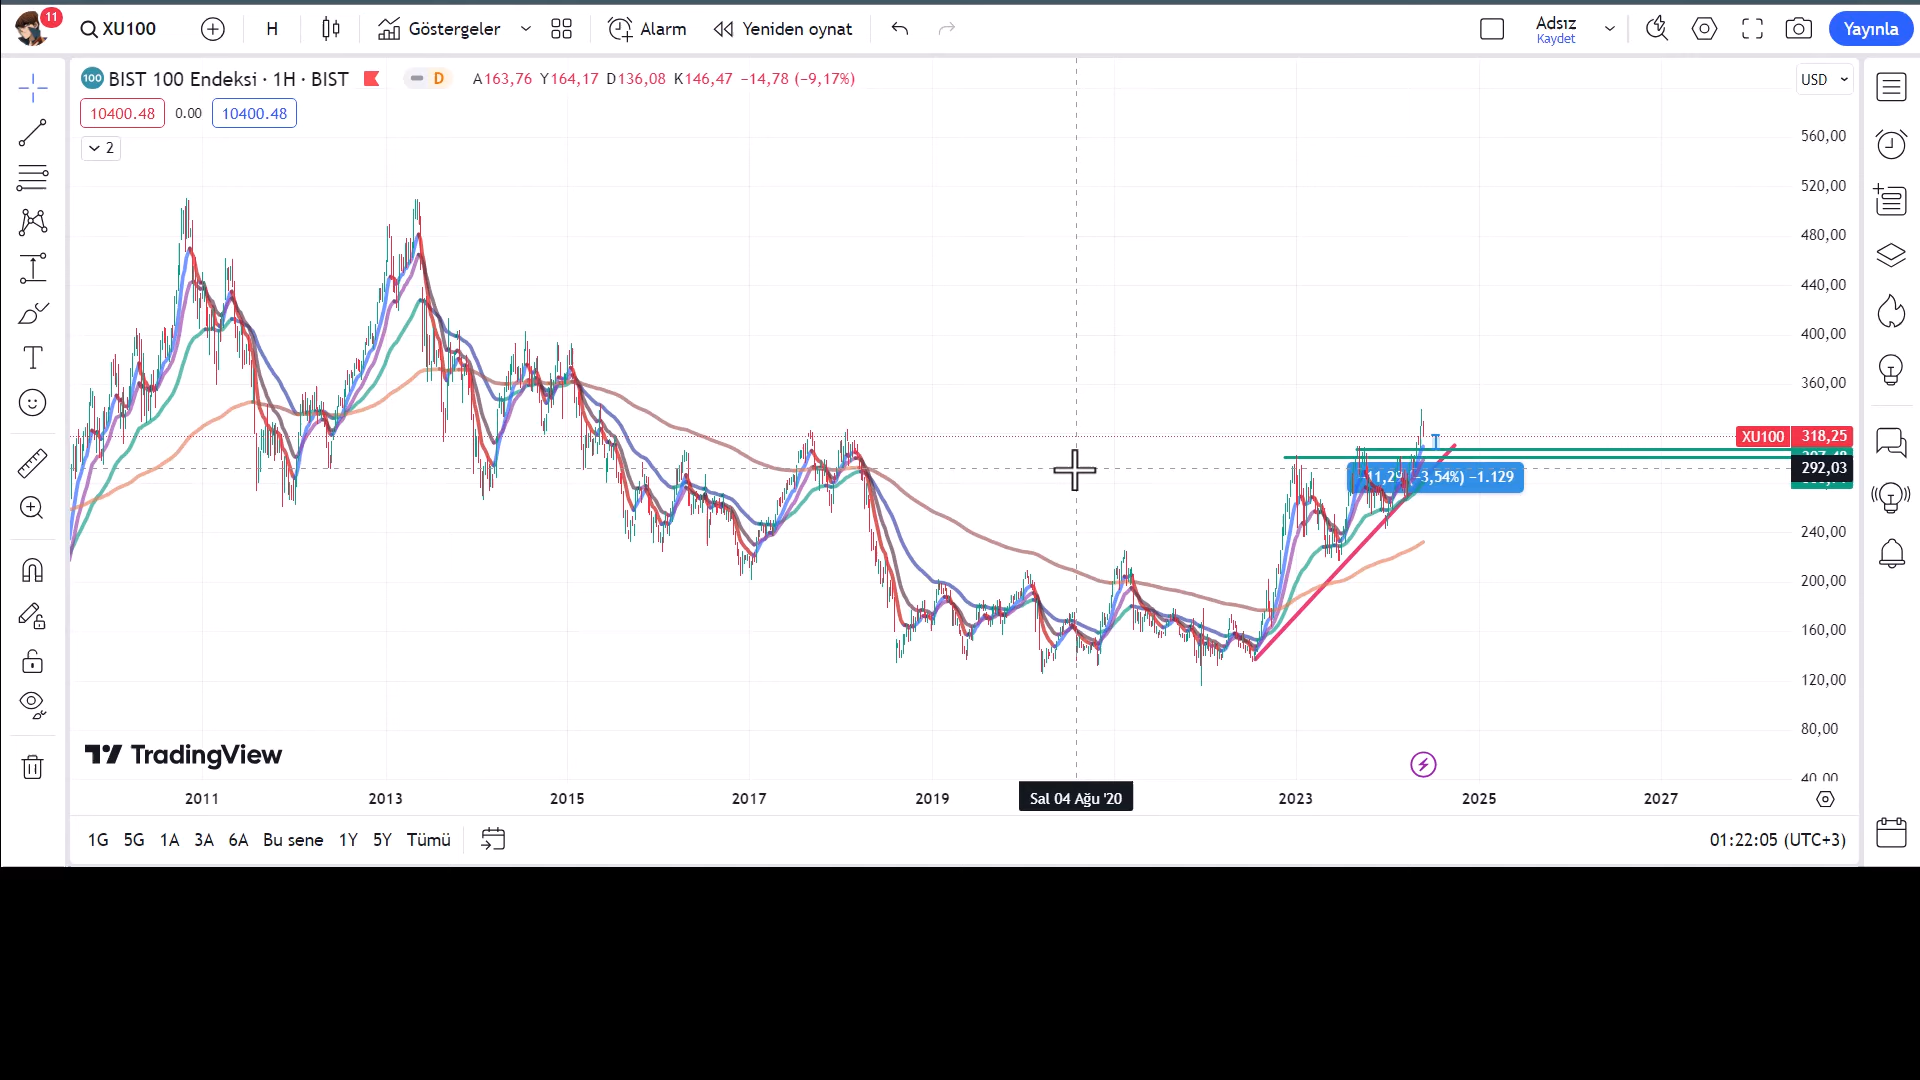 11
XU100
H
Göstergeler
Alarm
Yeniden oynat
Adsız
Kaydet
Yayınla
100 BIST 100 Endeksi · 1H · BIST
D
A163,76 Y164,17 D136,08 K146,47 −14,78 (−9,17%)
USD
10400.48
0.00
10400.48
2
560,00
520,00
480,00
440,00
400,00
360,00
XU100 318,25
292,03
−3,54%) −1.129
240,00
200,00
160,00
120,00
80,00
40,00
TradingView
2011
2013
2015
2017
2019
Sal 04 Ağu '20
2023
2025
2027
1G
5G
1A
3A
6A
Bu sene
1Y
5Y
Tümü
01:22:05 (UTC+3)